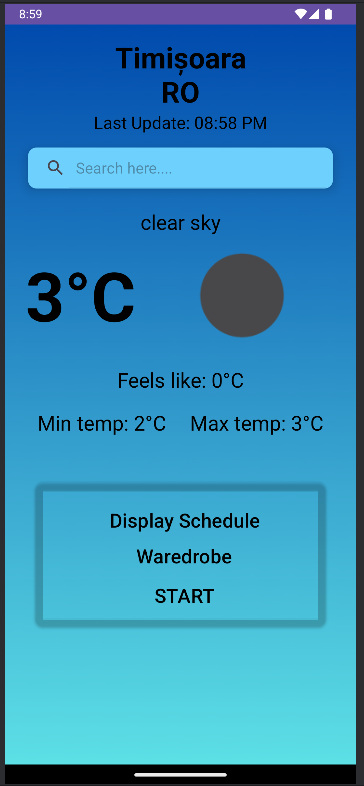 8:59
Timișoara
RO
Last Update: 08:58 PM
Search here....
clear sky
3°C
Feels like: 0°C
Min temp: 2°C Max temp: 3°C
Display Schedule
Waredrobe
START